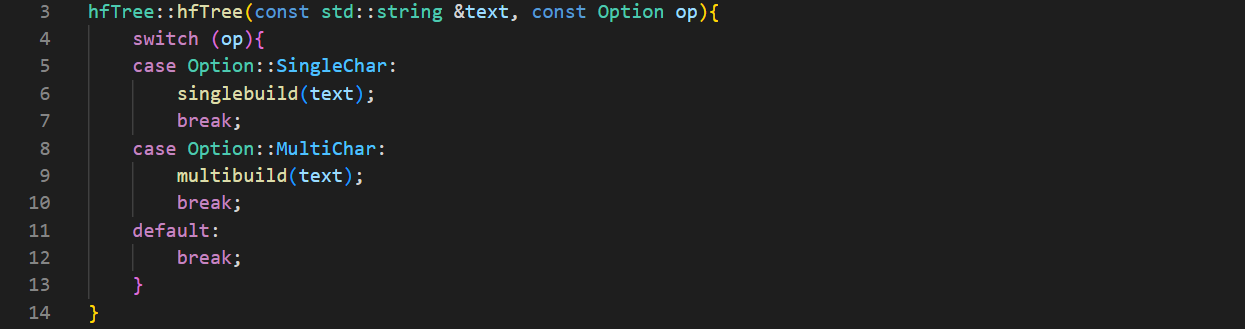 3 hfTree::hfTree(const std::string &text, const Option op){
4     switch (op){
5     case Option::SingleChar:
6         singlebuild(text);
7         break;
8     case Option::MultiChar:
9         multibuild(text);
10         break;
11     default:
12         break;
13     }
14 }